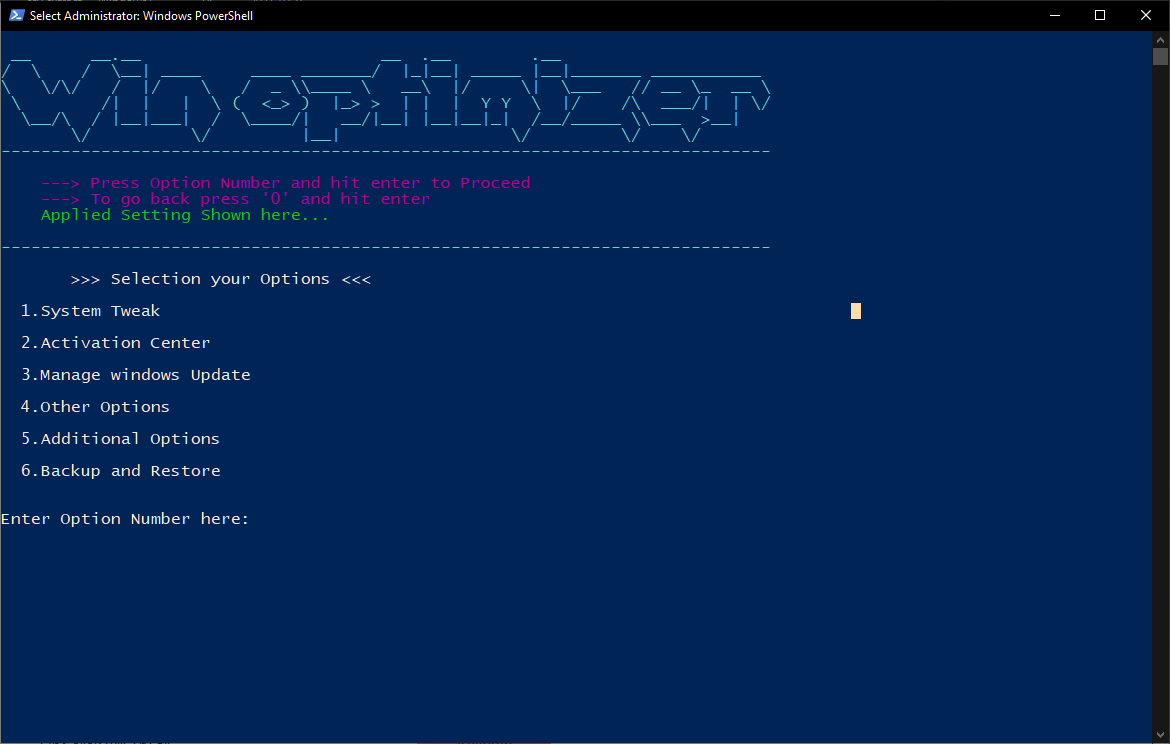 Select Administrator: Windows PowerShell
Win optimizer
---> Press Option Number and hit enter to Proceed
---> To go back press '0' and hit enter
Applied Setting Shown here...
>>> Selection your Options <<<
1.System Tweak
2.Activation Center
3.Manage windows Update
4.Other Options
5.Additional Options
6.Backup and Restore
Enter Option Number here: